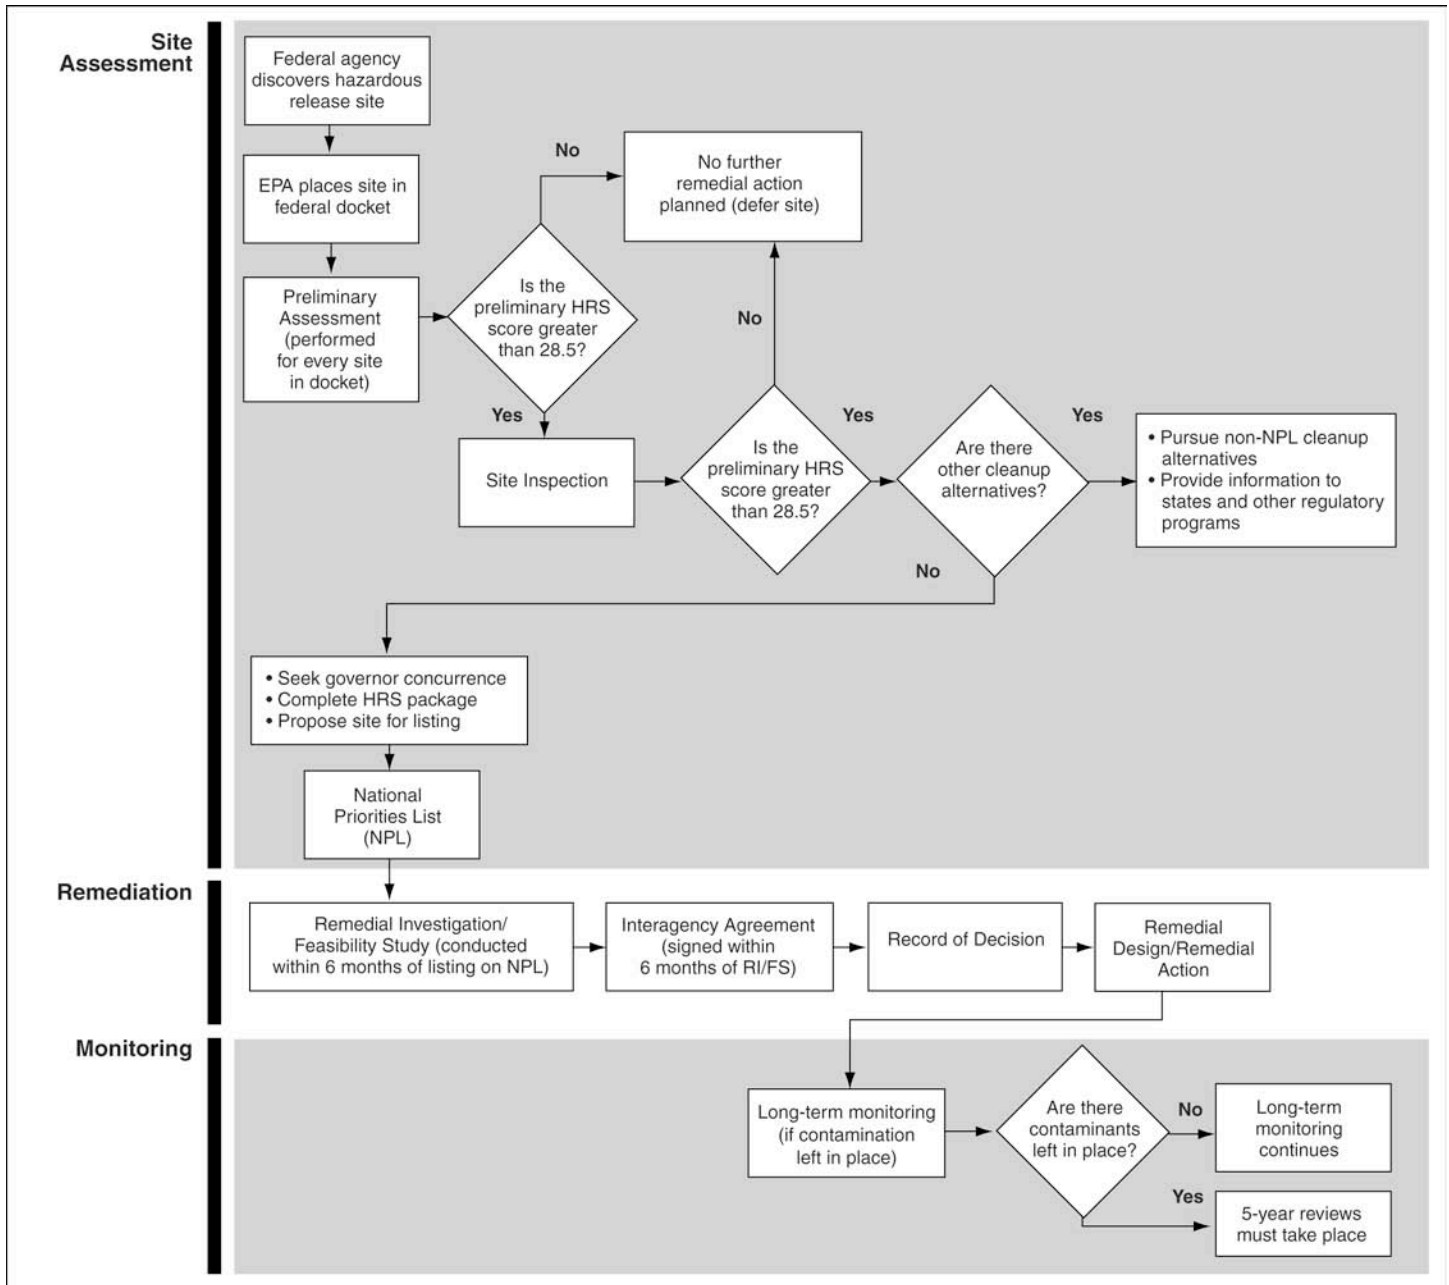 Site
Assessment
Federal agency
discovers hazardous
release site
EPA places site in
federal docket
Preliminary
Assessment
(performed
for every site
in docket)
Is the
preliminary HRS
score greater
than 28.5?
No
No further
remedial action
planned (defer site)
Yes
Site Inspection
Is the
preliminary HRS
score greater
than 28.5?
No
Yes
Are there
other cleanup
alternatives?
Yes
• Pursue non-NPL cleanup
alternatives
• Provide information to
states and other regulatory
programs
No
• Seek governor concurrence
• Complete HRS package
• Propose site for listing
National
Priorities List
(NPL)
Remediation
Remedial Investigation/
Feasibility Study (conducted
within 6 months of listing on NPL)
Interagency Agreement
(signed within
6 months of RI/FS)
Record of Decision
Remedial
Design/Remedial
Action
Monitoring
Long-term monitoring
(if contamination
left in place)
Are there
contaminants
left in place?
No
Long-term
monitoring
continues
Yes
5-year reviews
must take place